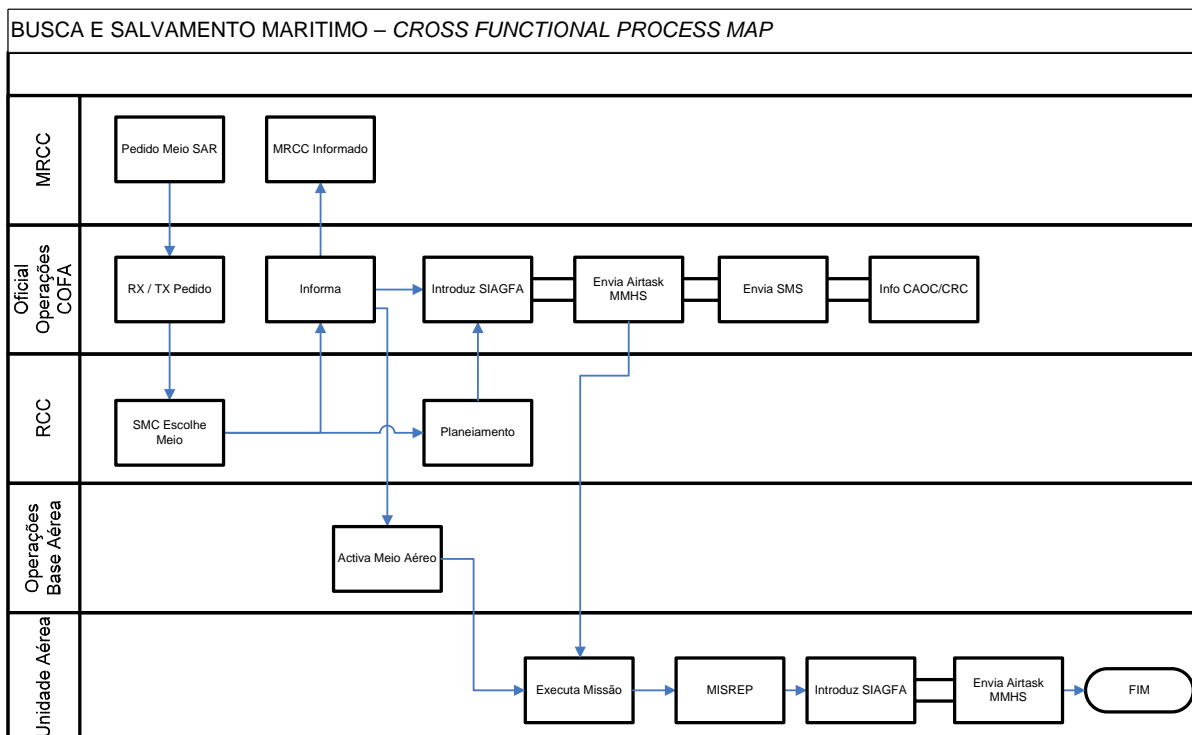 BUSCA E SALVAMENTO MARITIMO – CROSS FUNCTIONAL PROCESS MAP
MRCC
Pedido Meio SAR
MRCC Informado
Oficial
Operações
COFA
RX / TX Pedido
Informa
Introduz SIAGFA
Envia Airtask
MMHS
Envia SMS
Info CAOC/CRC
RCC
SMC Escolhe
Meio
Planeiamento
Operações
Base Aérea
Activa Meio Aéreo
Unidade Aérea
Executa Missão
MISREP
Introduz SIAGFA
Envia Airtask
MMHS
FIM